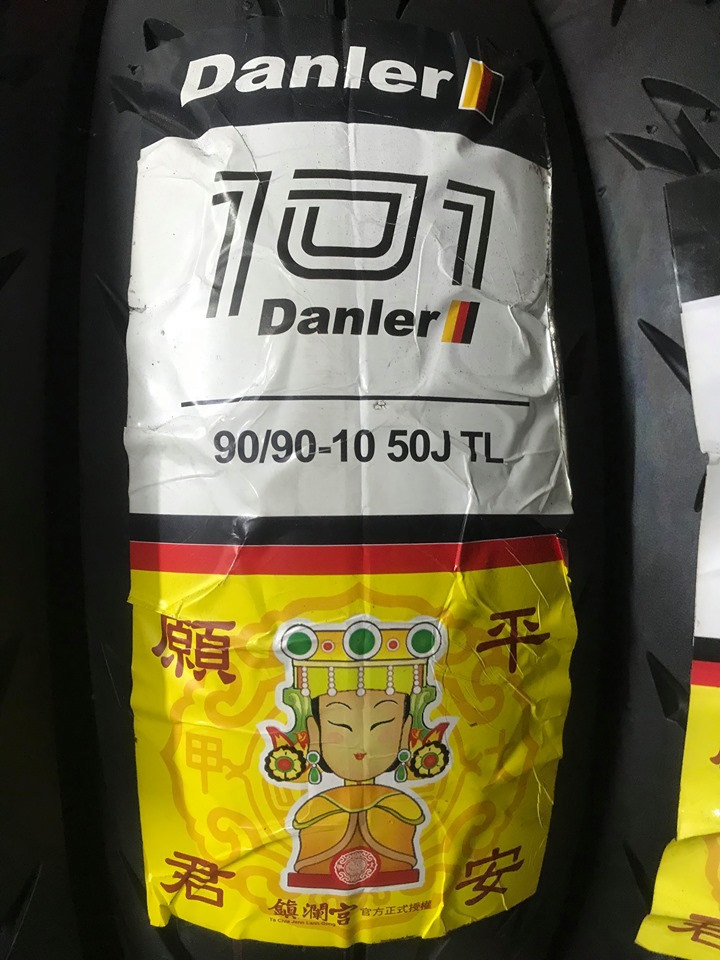 Danler
101
Danler
90/90-10 50J TL
願 平
君 安
甲
鎮瀾宮 官方正式授權